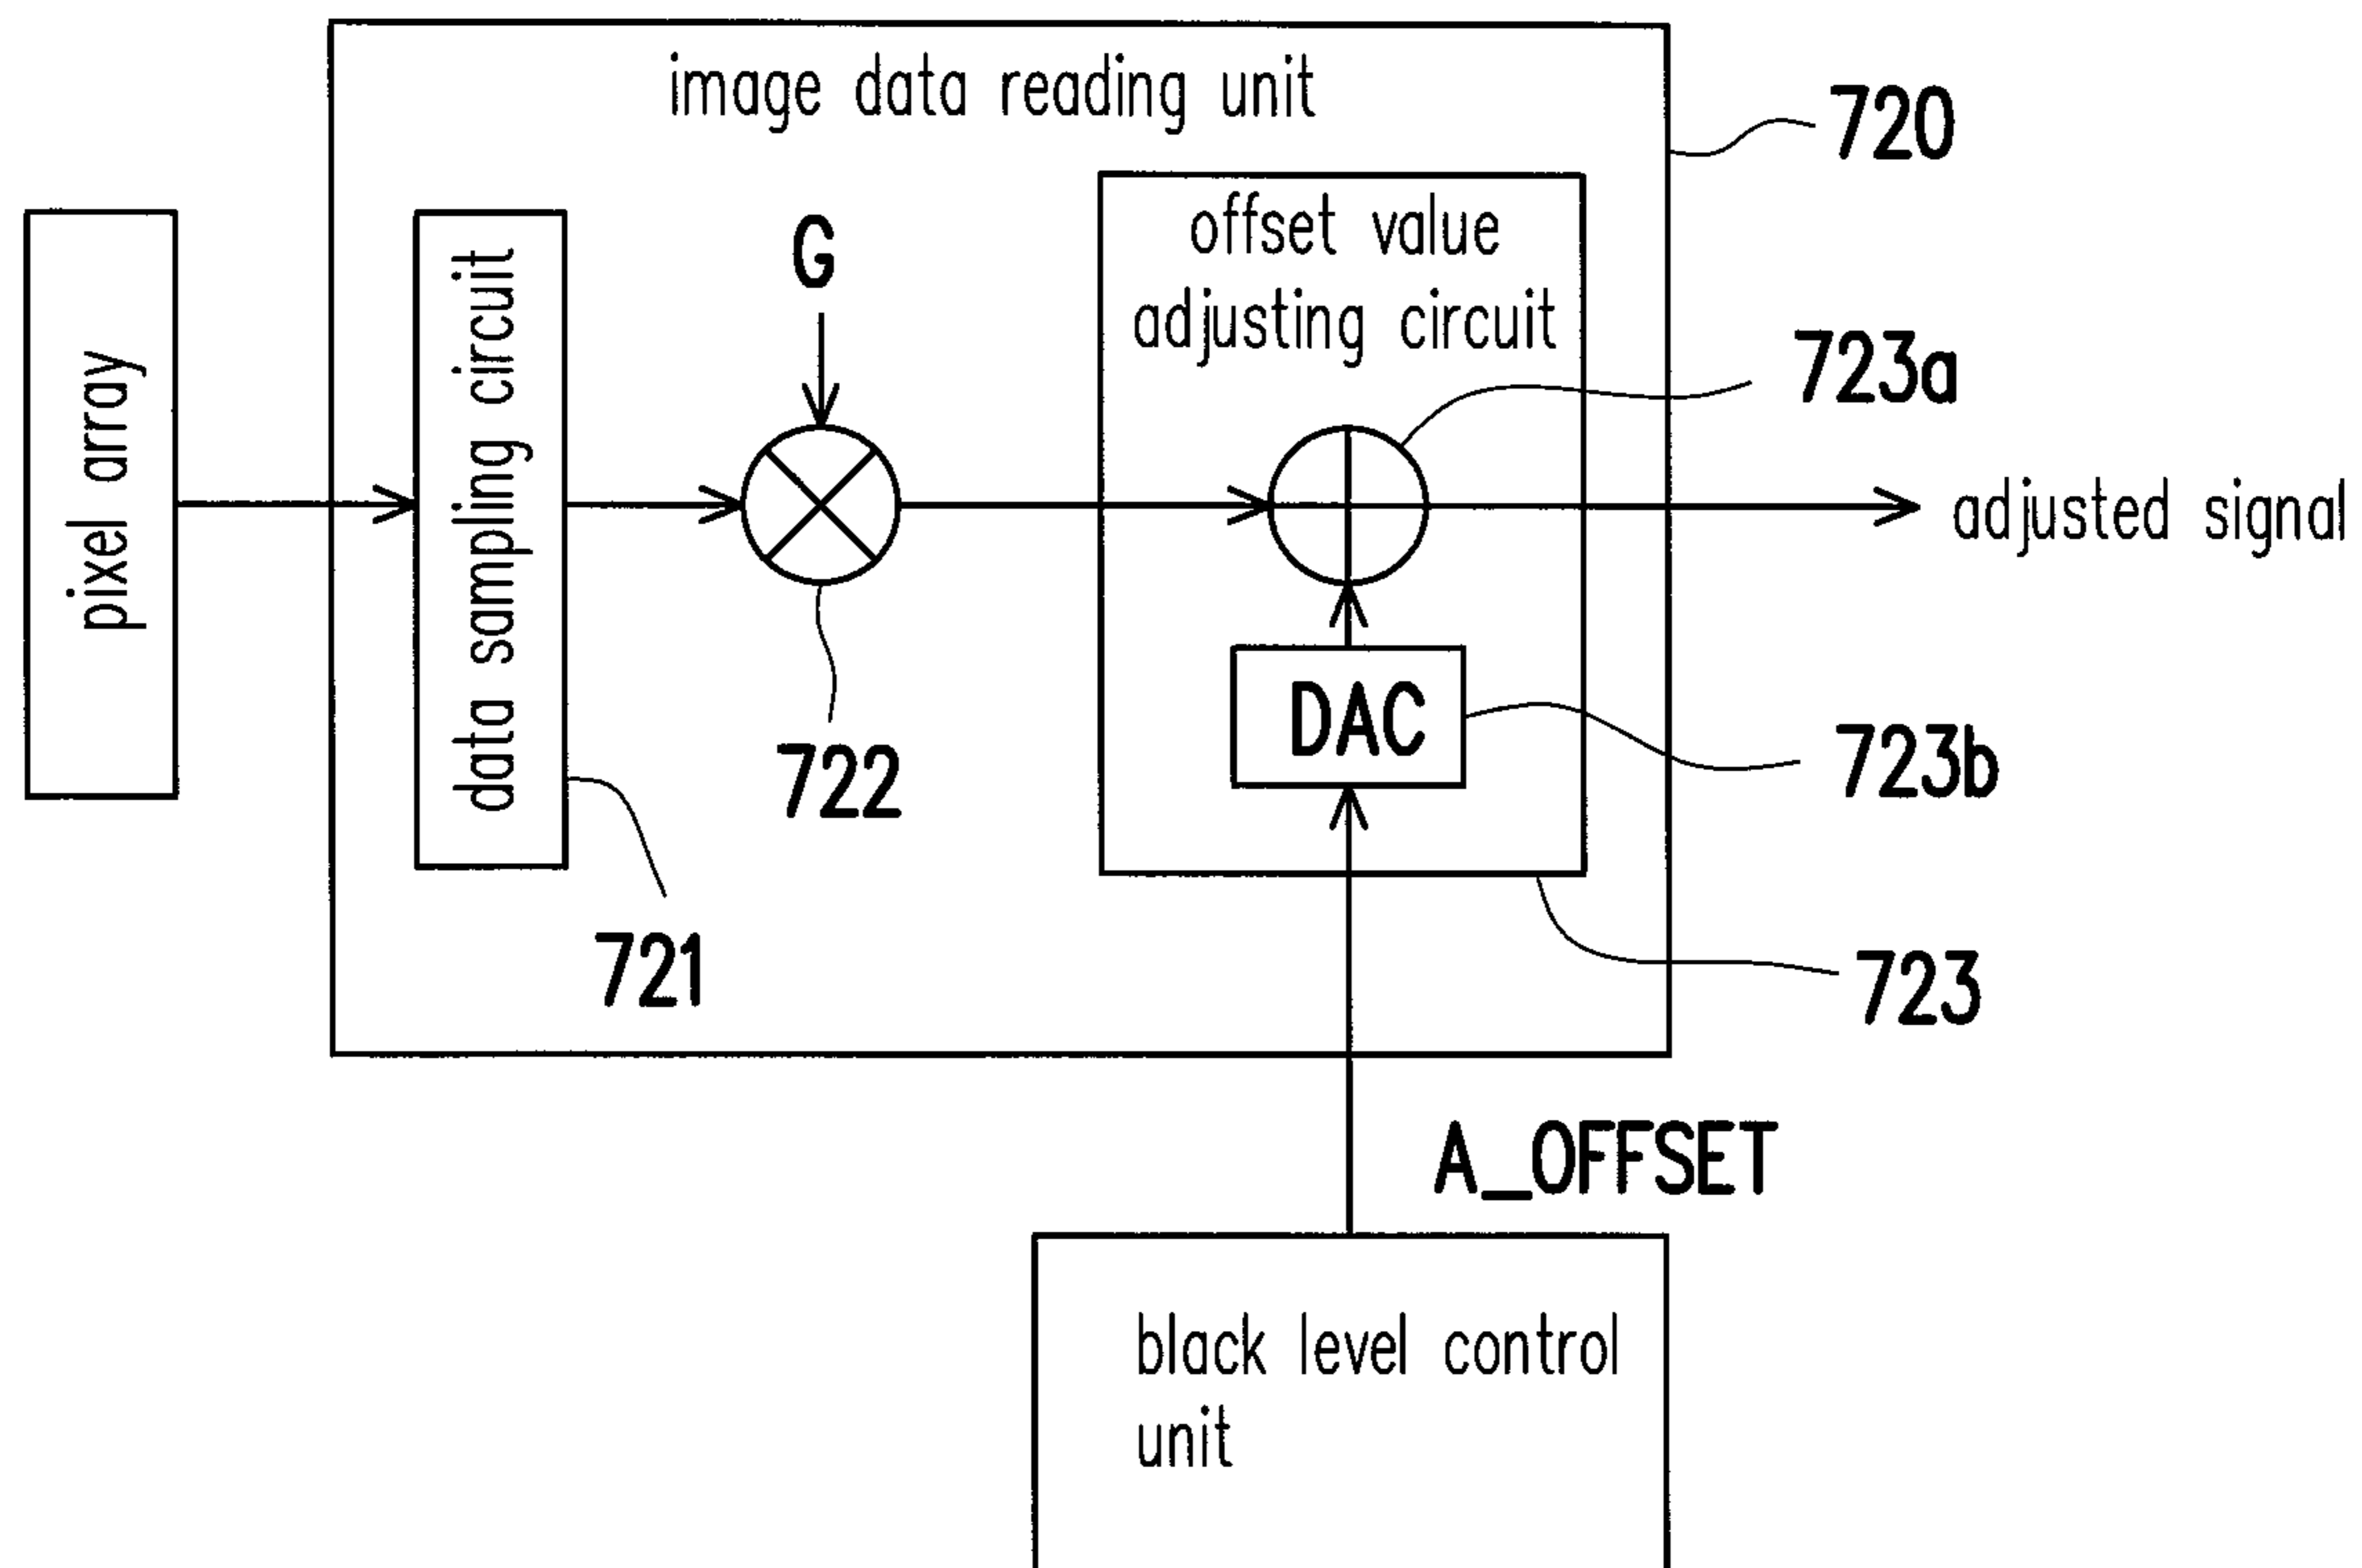 image data reading unit
720
pixel array
data sampling circuit
G
offset value
adjusting circuit
723a
adjusted signal
DAC
722
723b
721
723
A_OFFSET
black level control
unit